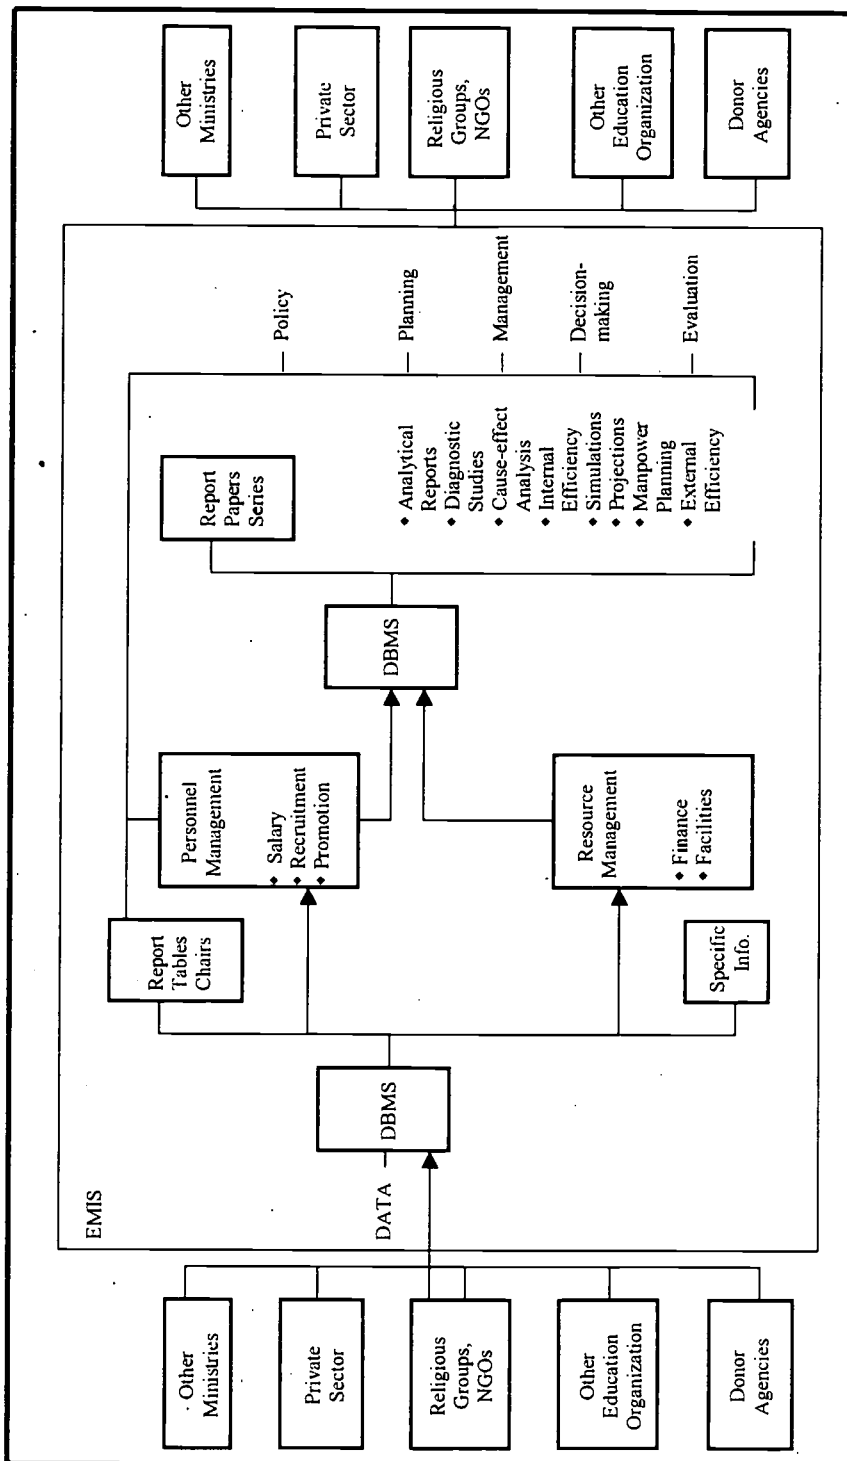 EMIS
Other
Ministries
Private
Sector
Religious
Groups,
NGOs
Other
Education
Organization
Donor
Agencies
DATA
DBMS
Report
Tables
Chairs
Specific
Info.
Personnel
Management
♦ Salary
♦ Recruitment
♦ Promotion
Resource
Management
♦ Finance
♦ Facilities
DBMS
Report
Papers
Series
♦ Analytical
Reports
♦ Diagnostic
Studies
♦ Cause-effect
Analysis
♦ Internal
Efficiency
♦ Simulations
♦ Projections
♦ Manpower
Planning
♦ External
Efficiency
Policy
Planning
Management
Decision-
making
Evaluation
Other
Ministries
Private
Sector
Religious
Groups,
NGOs
Other
Education
Organization
Donor
Agencies